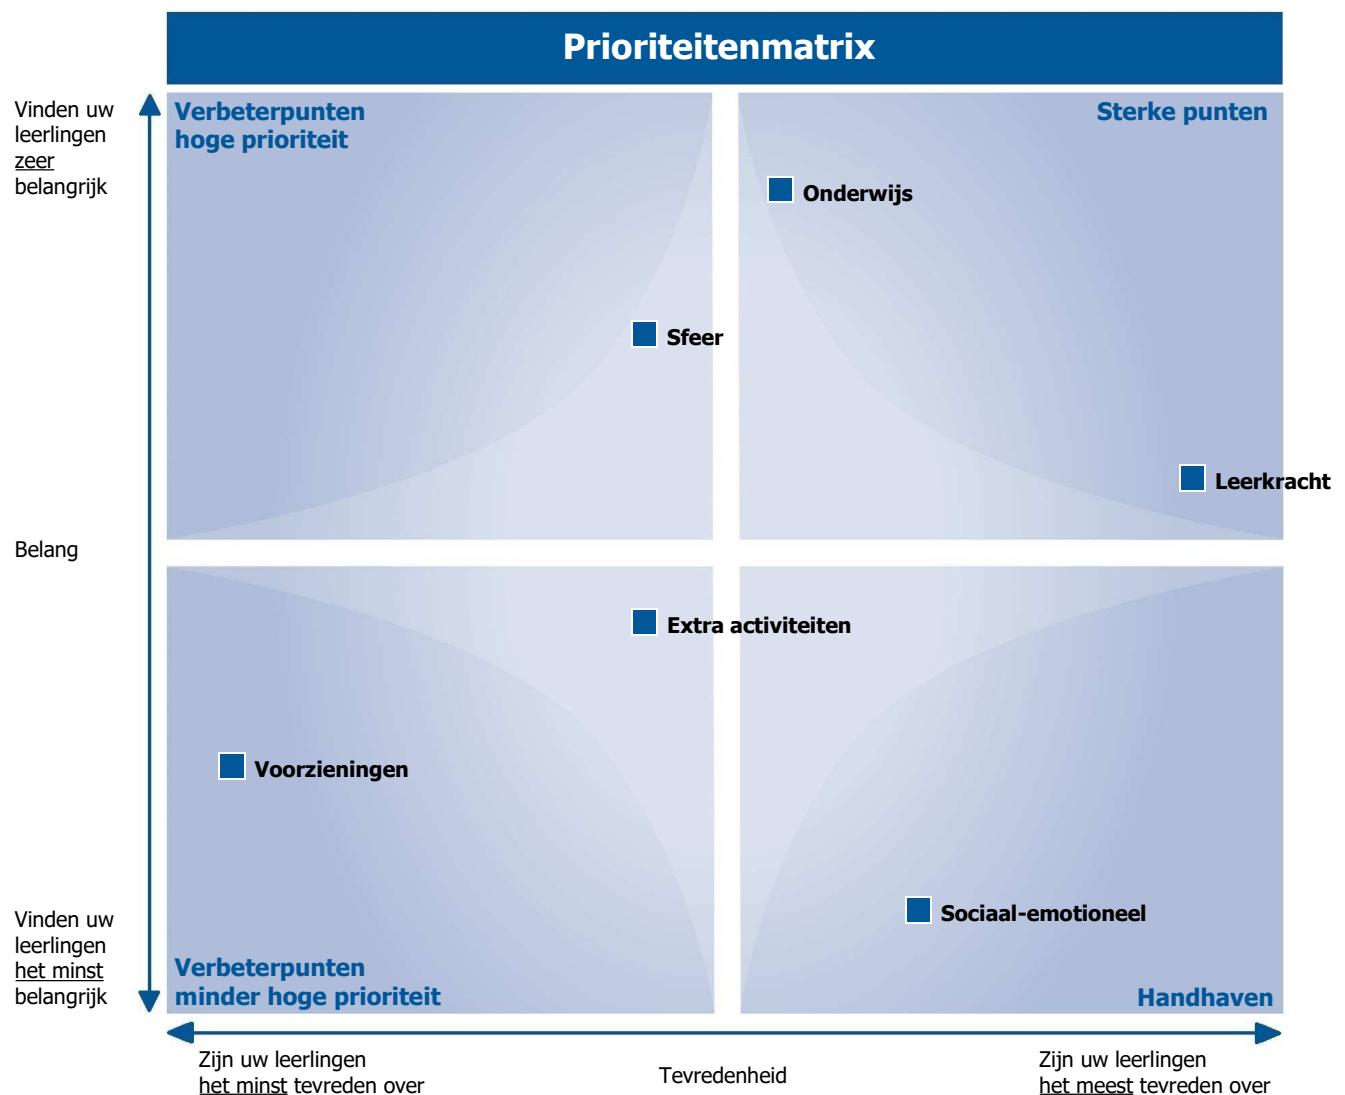 Prioriteitenmatrix
Vinden uw
leerlingen
zeer
belangrijk
Verbeterpunten
hoge prioriteit
Sterke punten
Onderwijs
Sfeer
Leerkracht
Belang
Extra activiteiten
Voorzieningen
Sociaal-emotioneel
Vinden uw
leerlingen
het minst
belangrijk
Verbeterpunten
minder hoge prioriteit
Handhaven
Zijn uw leerlingen
het minst tevreden over
Tevredenheid
Zijn uw leerlingen
het meest tevreden over